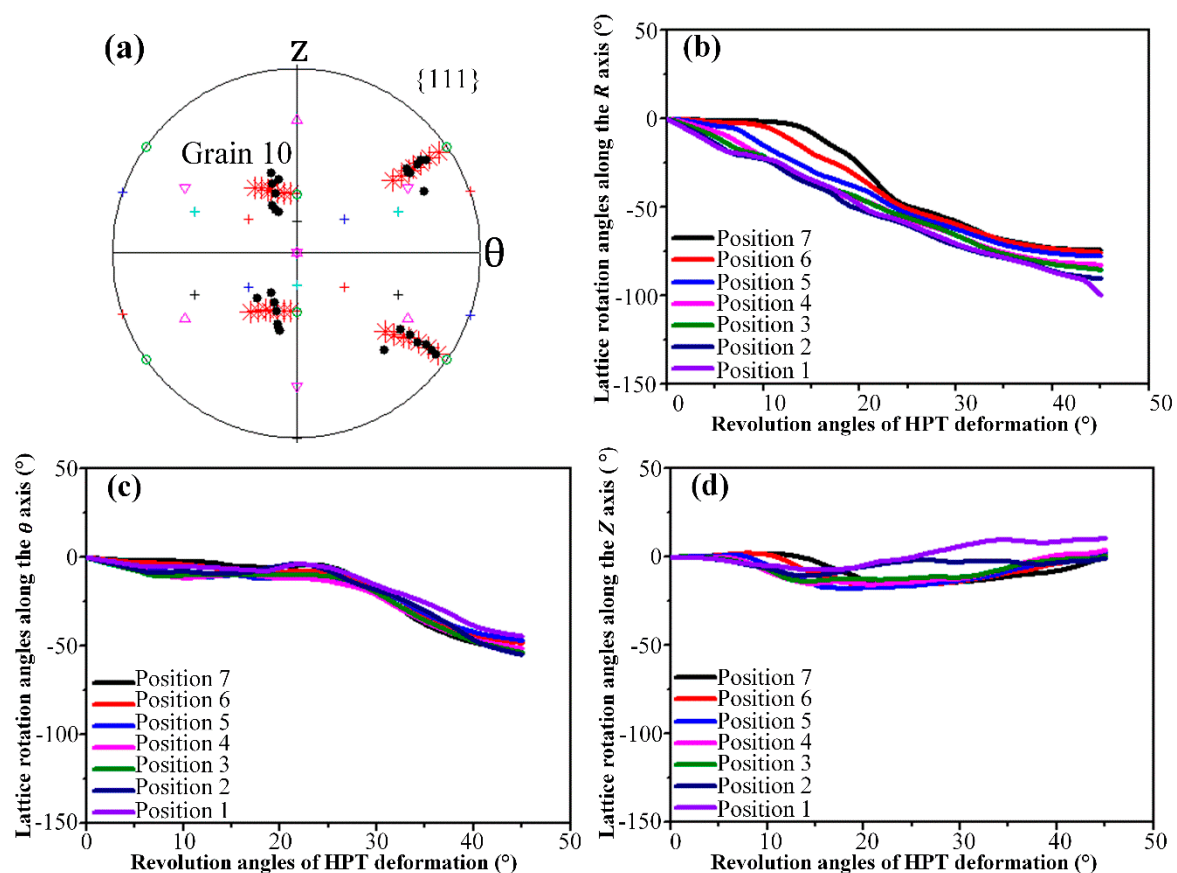 (a)
Z
{111}
Grain 10
θ
(b)
Lattice rotation angles along the R axis (°)
50
0
-50
-100
-150
Position 7
Position 6
Position 5
Position 4
Position 3
Position 2
Position 1
0 10 20 30 40 50
Revolution angles of HPT deformation (°)
(c)
Lattice rotation angles along the θ axis (°)
50
0
-50
-100
-150
Position 7
Position 6
Position 5
Position 4
Position 3
Position 2
Position 1
0 10 20 30 40 50
Revolution angles of HPT deformation (°)
(d)
Lattice rotation angles along the Z axis (°)
50
0
-50
-100
-150
Position 7
Position 6
Position 5
Position 4
Position 3
Position 2
Position 1
0 10 20 30 40 50
Revolution angles of HPT deformation (°)